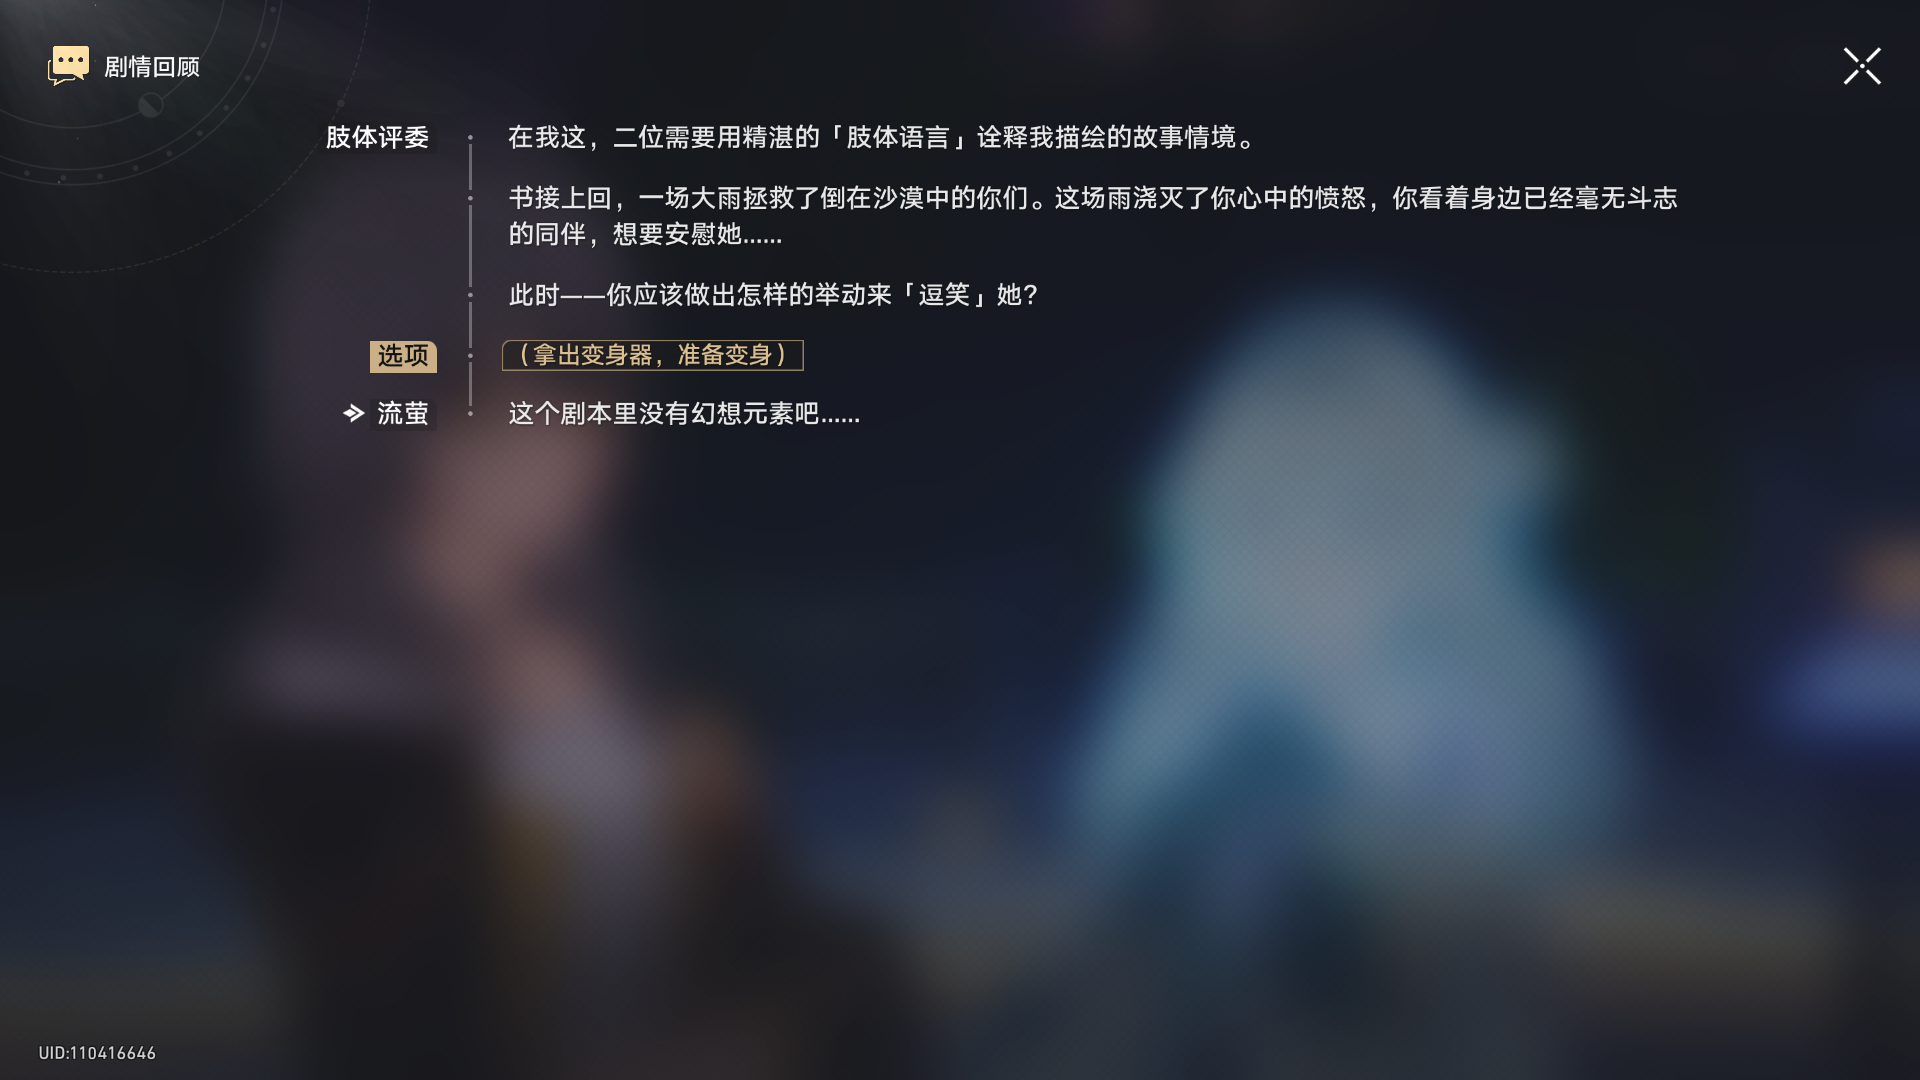 剧情回顾
肢体评委
在我这，二位需要用精湛的「肢体语言」诠释我描绘的故事情境。
书接上回，一场大雨拯救了倒在沙漠中的你们。这场雨浇灭了你心中的愤怒，你看着身边已经毫无斗志
的同伴，想要安慰她……
此时——你应该做出怎样的举动来「逗笑」她？
选项
（拿出变身器，准备变身）
流萤
这个剧本里没有幻想元素吧……
UID:110416646